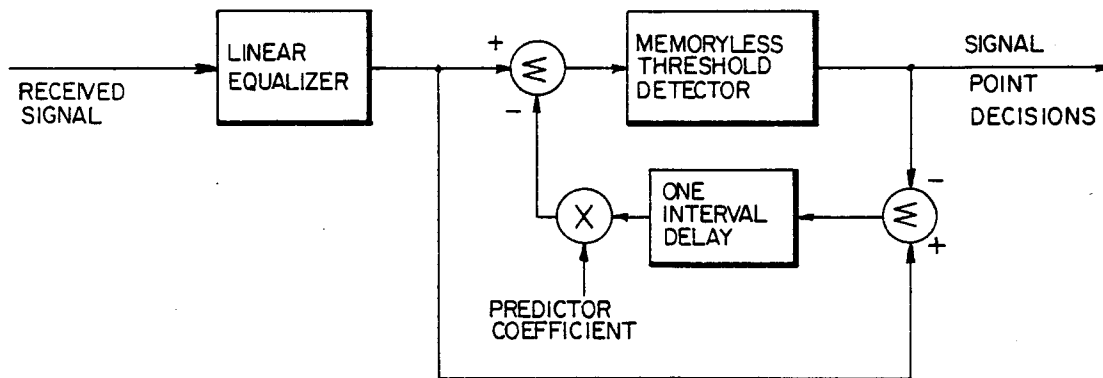 LINEAR
EQUALIZER
RECEIVED
SIGNAL
+
Σ
-
MEMORYLESS
THRESHOLD
DETECTOR
SIGNAL
POINT
DECISIONS
-
Σ
+
ONE
INTERVAL
DELAY
X
PREDICTOR
COEFFICIENT